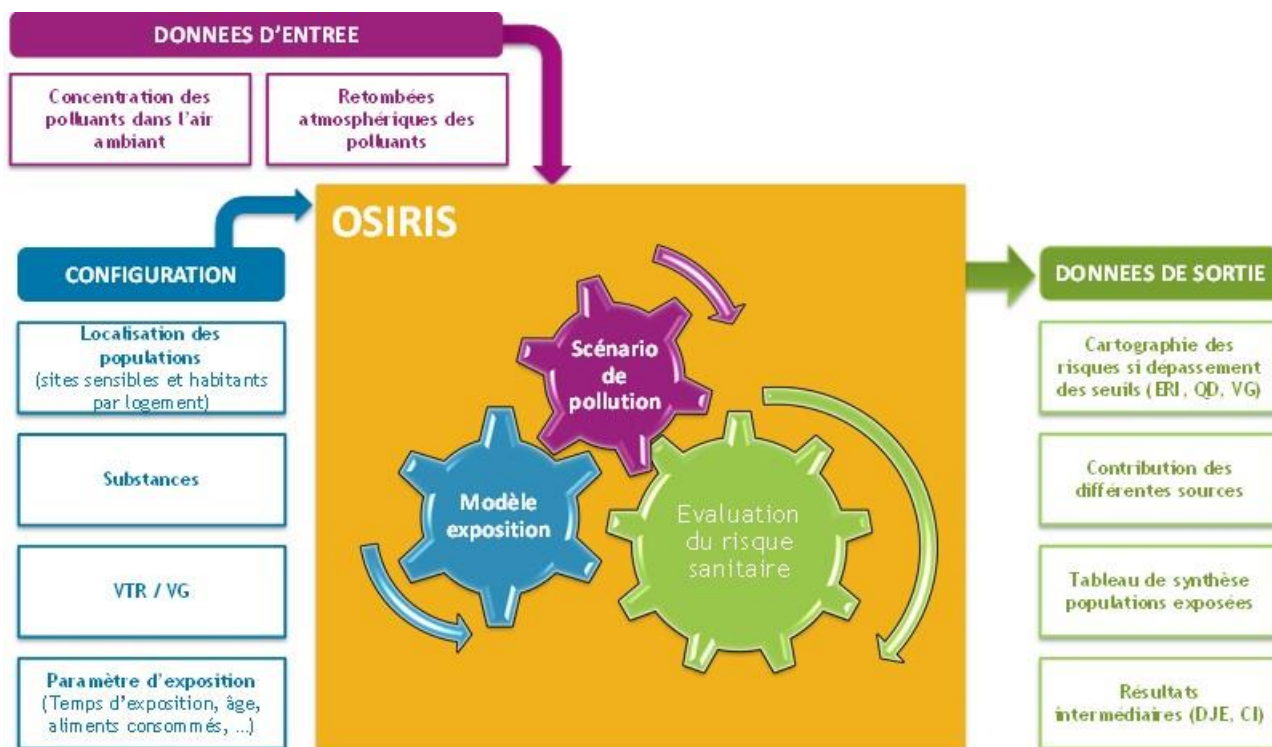 DONNEES D'ENTREE
Concentration des
polluants dans l'air
ambiant
Retombées
atmosphériques des
polluants
CONFIGURATION
Localisation des
populations
(sites sensibles et habitants
par logement)
Substances
VTR / VG
Paramètre d'exposition
(Temps d'exposition, âge,
aliments consommés, ...)
OSIRIS
Scénario
de
pollution
Modèle
exposition
Evaluation
du risque
sanitaire
DONNEES DE SORTIE
Cartographie des
risques si dépassement
des seuils (ERI, QD, VG)
Contribution des
différentes sources
Tableau de synthèse
populations exposées
Résultats
intermédiaires (DJE, CI)